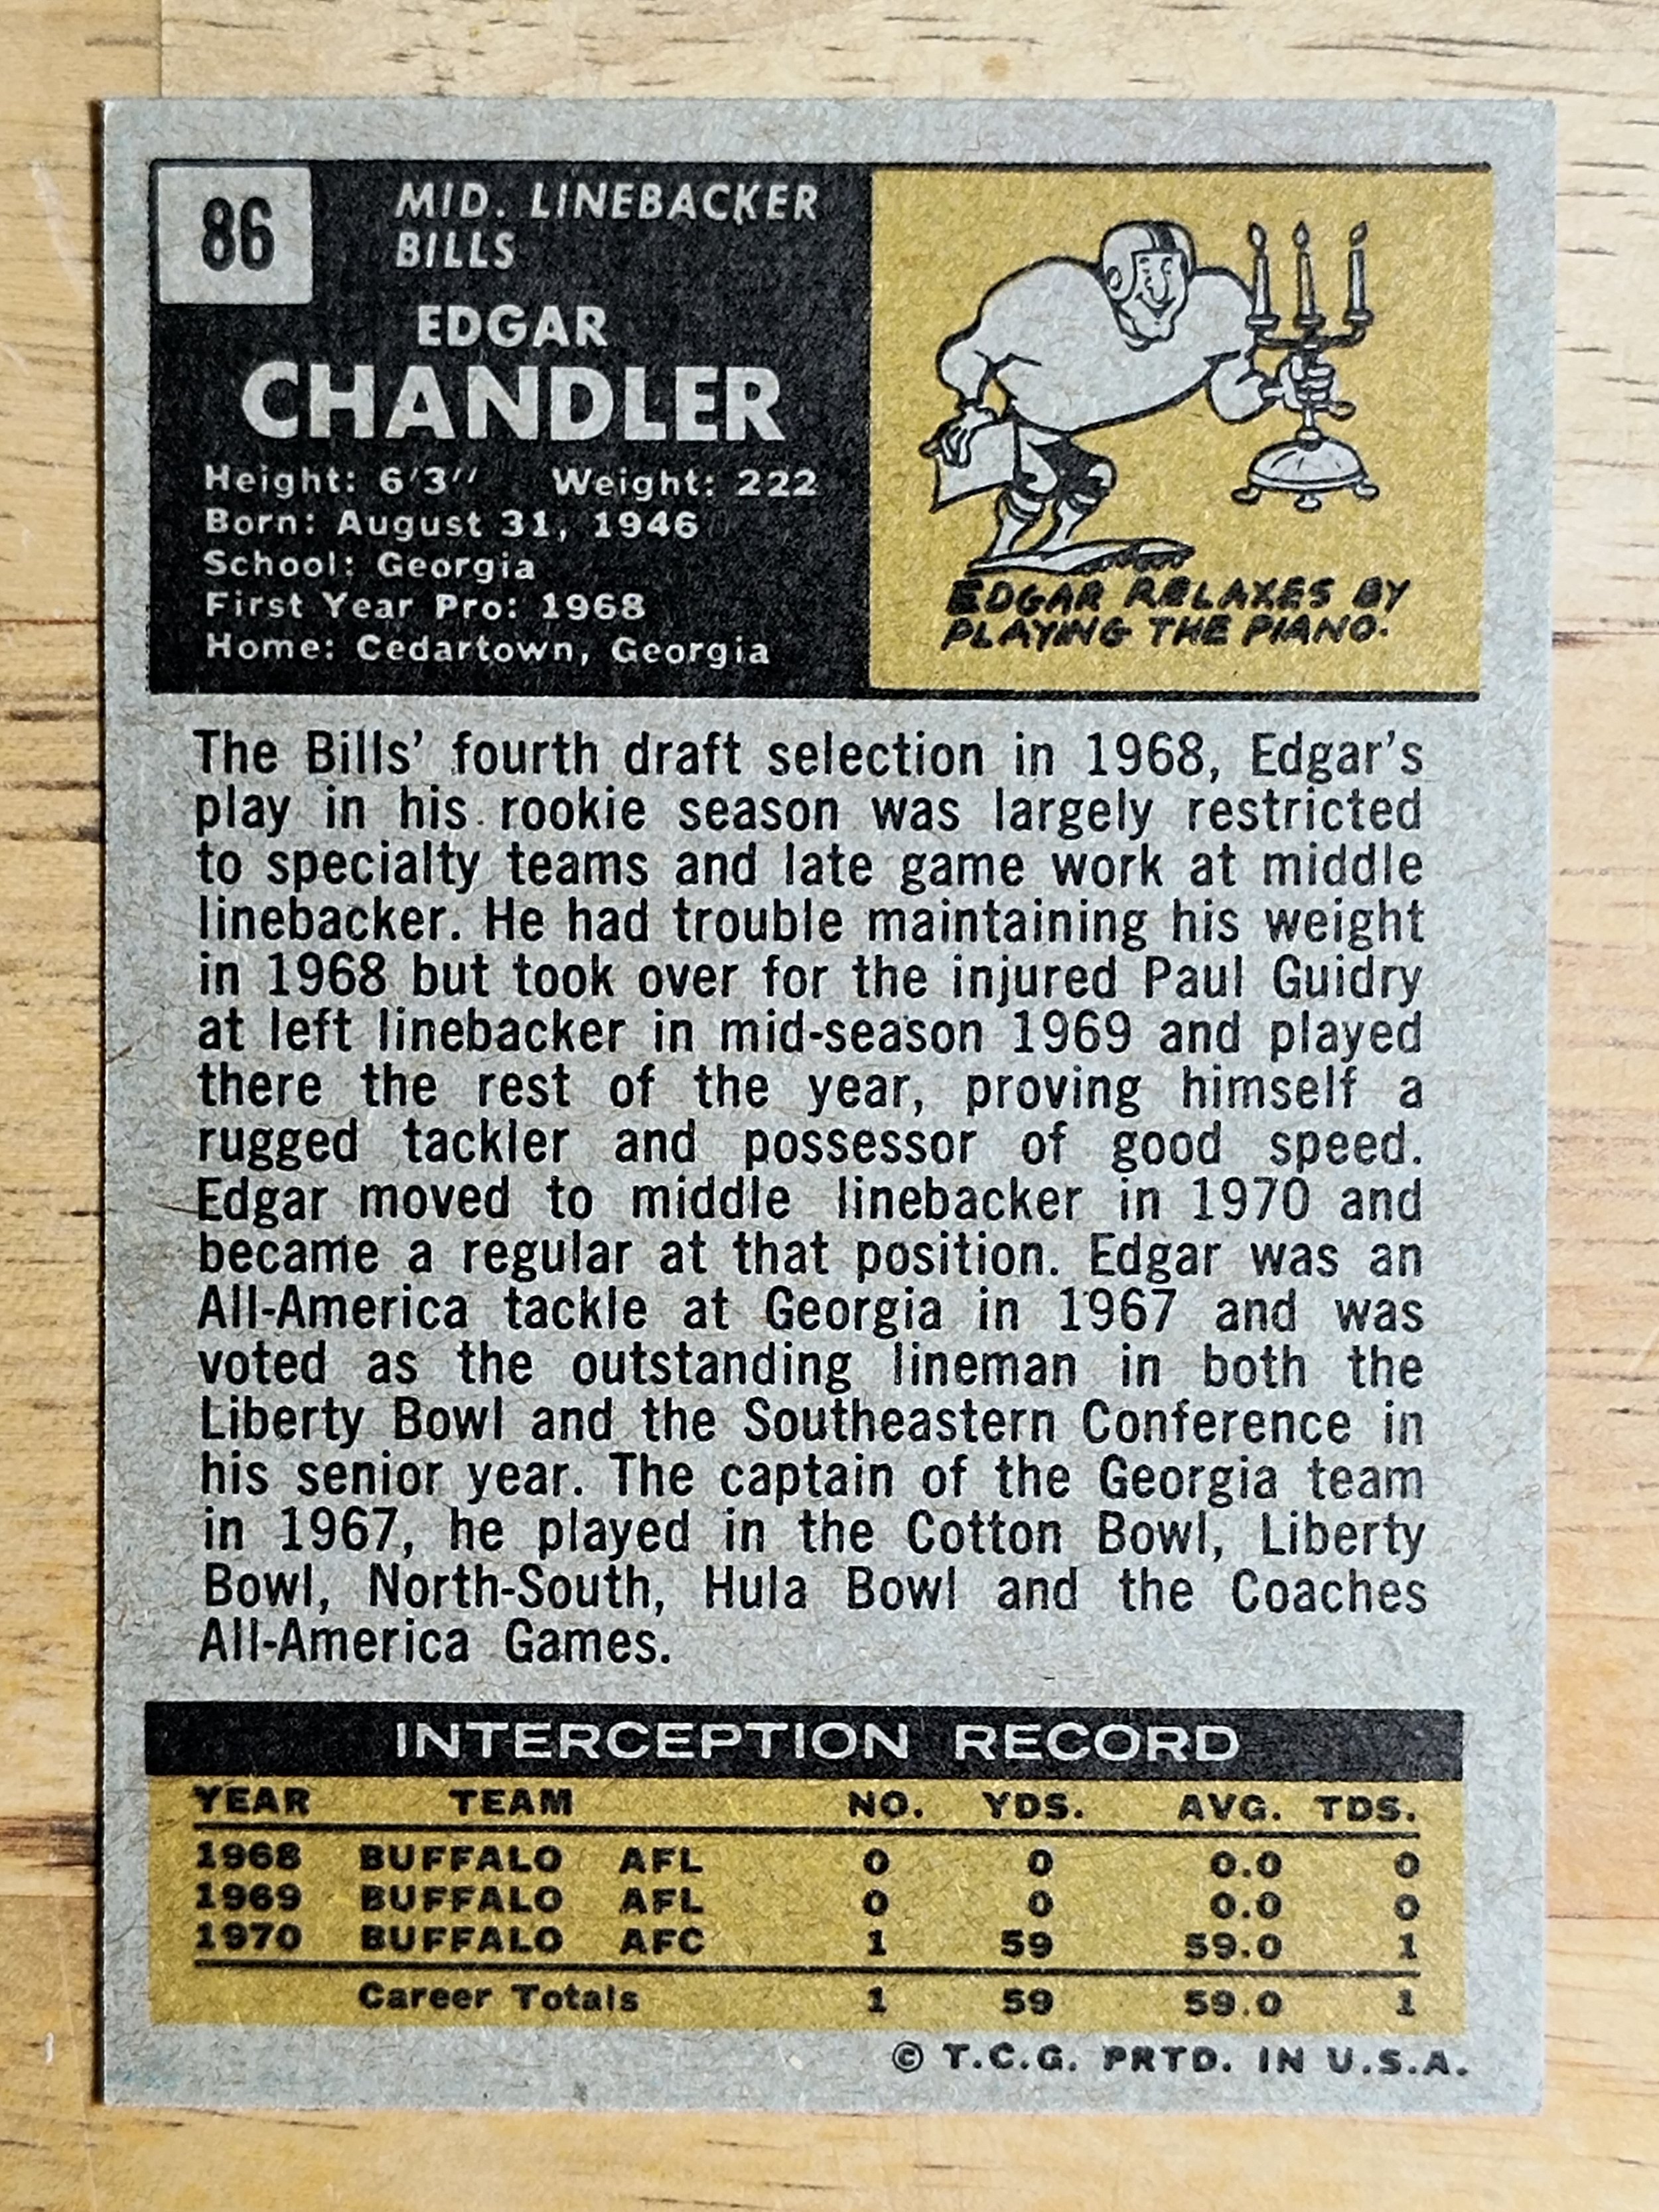 86
MID. LINEBACKER
BILLS
EDGAR
CHANDLER
Height: 6'3'' Weight: 222
Born: August 31, 1946
School: Georgia
First Year Pro: 1968
Home: Cedartown, Georgia
EDGAR RELAXES BY
PLAYING THE PIANO.
The Bills' fourth draft selection in 1968, Edgar's
play in his rookie season was largely restricted
to specialty teams and late game work at middle
linebacker. He had trouble maintaining his weight
in 1968 but took over for the injured Paul Guidry
at left linebacker in mid-season 1969 and played
there the rest of the year, proving himself a
rugged tackler and possessor of good speed.
Edgar moved to middle linebacker in 1970 and
became a regular at that position. Edgar was an
All-America tackle at Georgia in 1967 and was
voted as the outstanding lineman in both the
Liberty Bowl and the Southeastern Conference in
his senior year. The captain of the Georgia team
in 1967, he played in the Cotton Bowl, Liberty
Bowl, North-South, Hula Bowl and the Coaches
All-America Games.
INTERCEPTION RECORD
YEAR TEAM NO. YDS. AVG. TDS.
1968 BUFFALO AFL 0 0 0.0 0
1969 BUFFALO AFL 0 0 0.0 0
1970 BUFFALO AFC 1 59 59.0 1
Career Totals 1 59 59.0 1
© T.C.G. PRTD. IN U.S.A.